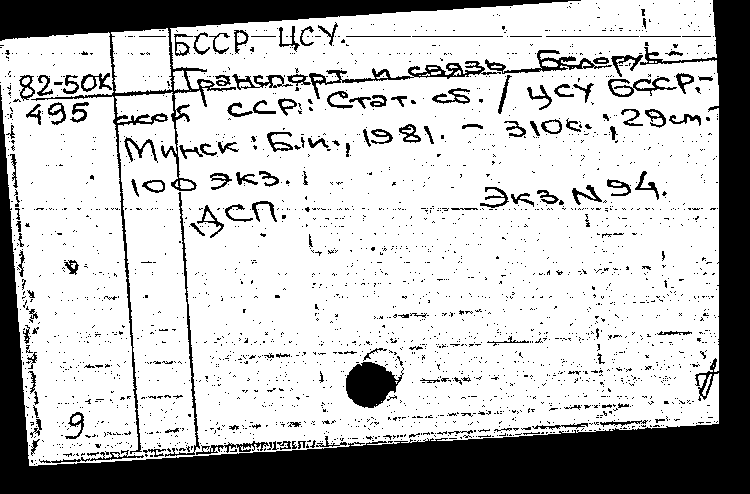 БССР. ЦСУ.
82-5ОК Транспорт и связь Белорус-
495 ской ССР.: Стат. сб. / ЦСУ БССР.-
Минск : Б.и., 1981. - 310с. ; 29см.-
100 экз.
ДСП. Экз. N 94.
9